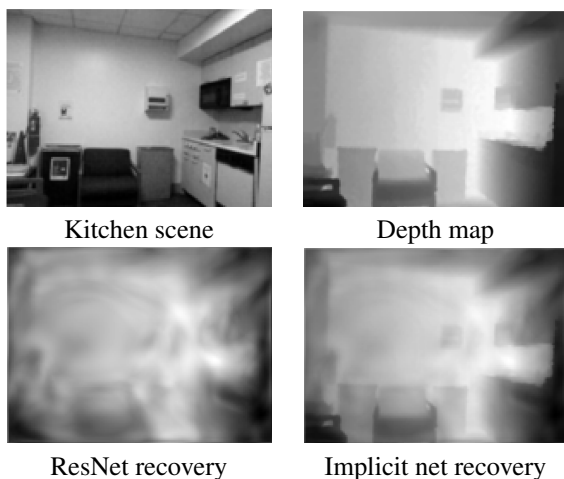 Kitchen scene
Depth map
ResNet recovery
Implicit net recovery